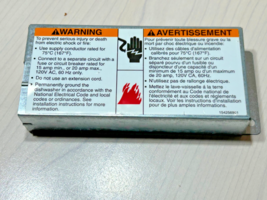 WARNING
To prevent serious injury or death
from electric shock or fire:
• Use supply conductor rated for
75°C (167°F).
• Connect to a separate circuit with a
fuse or circuit breaker rated for
15 amp min., or 20 amp max.,
120V AC, 60 Hz only.
• Do not use an extension cord.
• Permanently ground the
dishwasher in accordance with the
National Electrical Code and local
codes or ordinances. See
installation instructions for more
information.
AVERTISSEMENT
Pour prévenir toute blessure grave ou la
mort par choc électrique ou incendie:
• Utiliser des câbles d'alimentation
calibrés pour 75°C (167°F).
• Branchez seulement sur un circuit
séparé pourvu d'un fusible ou
disjoncteur d'une capacité d'un
minimum de 15 amp ou d'un maximum
de 20 amp, 120V CA, 60 Hz.
• N'utilisez pas de rallonge électrique.
• Mettez le lave-vaisselle à la terre
conformément au Code national de
l'électricité et aux codes et règlements
locaux. Voir les instructions d'installation
pour de plus amples informations.